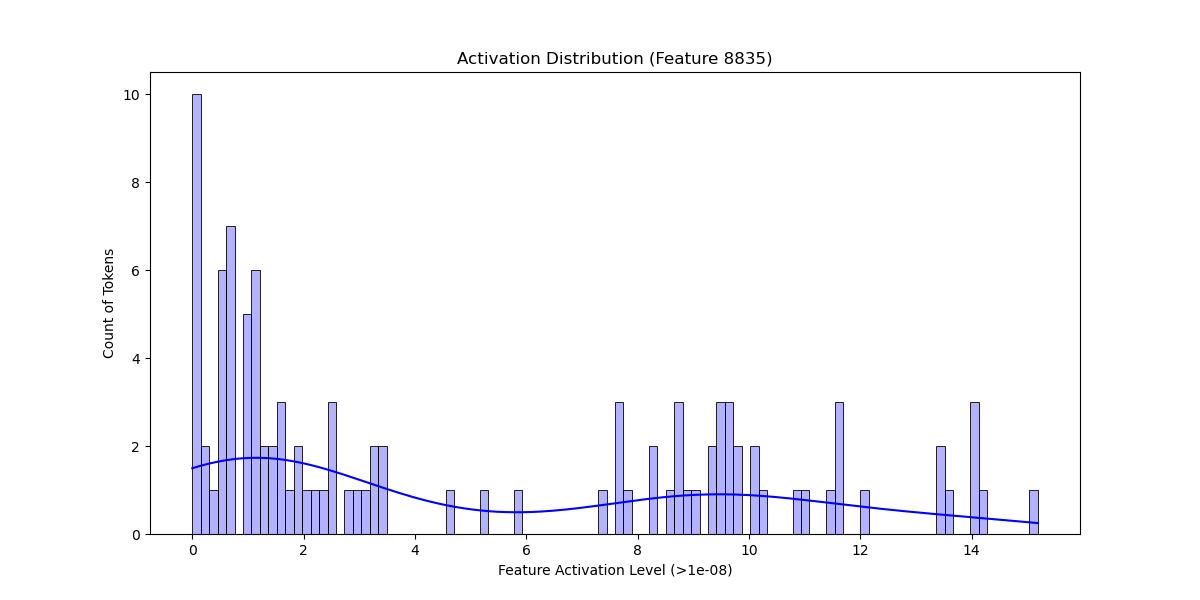 Activation Distribution (Feature 8835)
10
8
6
4
2
0
Count of Tokens
0 2 4 6 8 10 12 14
Feature Activation Level (>1e-08)